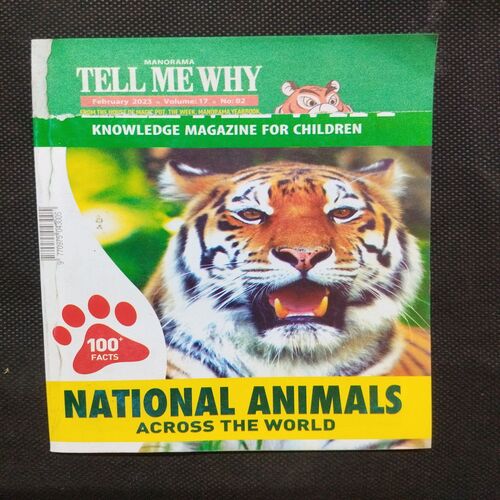 MANORAMA
TELL ME WHY
February 2023 • Volume: 17 • No: 02
FROM THE HOUSE OF MAGIC POT, THE WEEK, MANORAMA YEARBOOK
KNOWLEDGE MAGAZINE FOR CHILDREN
100+
FACTS
NATIONAL ANIMALS
ACROSS THE WORLD